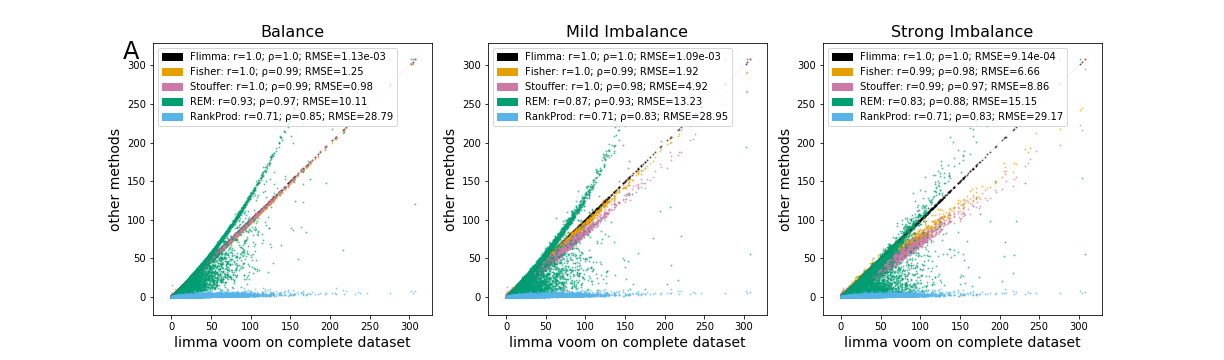 A
Balance
Flimma: r=1.0; ρ=1.0; RMSE=1.13e-03
Fisher: r=1.0; ρ=0.99; RMSE=1.25
Stouffer: r=1.0; ρ=0.99; RMSE=0.98
REM: r=0.93; ρ=0.97; RMSE=10.11
RankProd: r=0.71; ρ=0.85; RMSE=28.79
other methods
300
250
200
150
100
50
0
0 50 100 150 200 250 300
limma voom on complete dataset
Mild Imbalance
Flimma: r=1.0; ρ=1.0; RMSE=1.09e-03
Fisher: r=1.0; ρ=0.99; RMSE=1.92
Stouffer: r=1.0; ρ=0.98; RMSE=4.92
REM: r=0.87; ρ=0.93; RMSE=13.23
RankProd: r=0.71; ρ=0.83; RMSE=28.95
other methods
300
250
200
150
100
50
0
0 50 100 150 200 250 300
limma voom on complete dataset
Strong Imbalance
Flimma: r=1.0; ρ=1.0; RMSE=9.14e-04
Fisher: r=0.99; ρ=0.98; RMSE=6.66
Stouffer: r=0.99; ρ=0.97; RMSE=8.86
REM: r=0.83; ρ=0.88; RMSE=15.15
RankProd: r=0.71; ρ=0.83; RMSE=29.17
other methods
300
250
200
150
100
50
0
0 50 100 150 200 250 300
limma voom on complete dataset